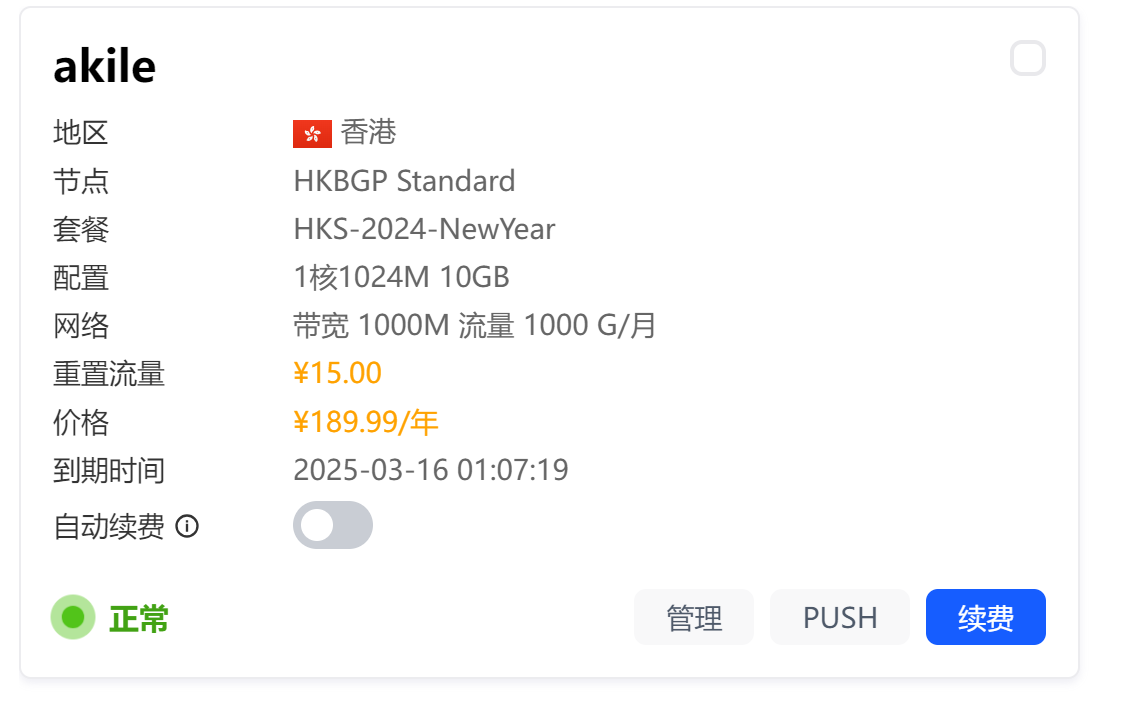 akile
地区 香港
节点 HKBGP Standard
套餐 HKS-2024-NewYear
配置 1核1024M 10GB
网络 带宽 1000M 流量 1000 G/月
重置流量 ¥15.00
价格 ¥189.99/年
到期时间 2025-03-16 01:07:19
自动续费
正常 管理 PUSH 续费